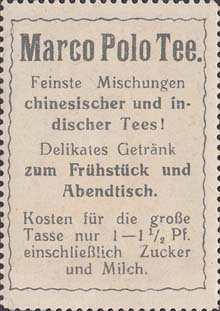 Marco Polo Tee.
Feinste Mischungen
chinesischer und in-
discher Tees!
Delikates Getränk
zum Frühstück und
Abendtisch.
Kosten für die große
Tasse nur 1—1½ Pf.
einschließlich Zucker
und Milch.